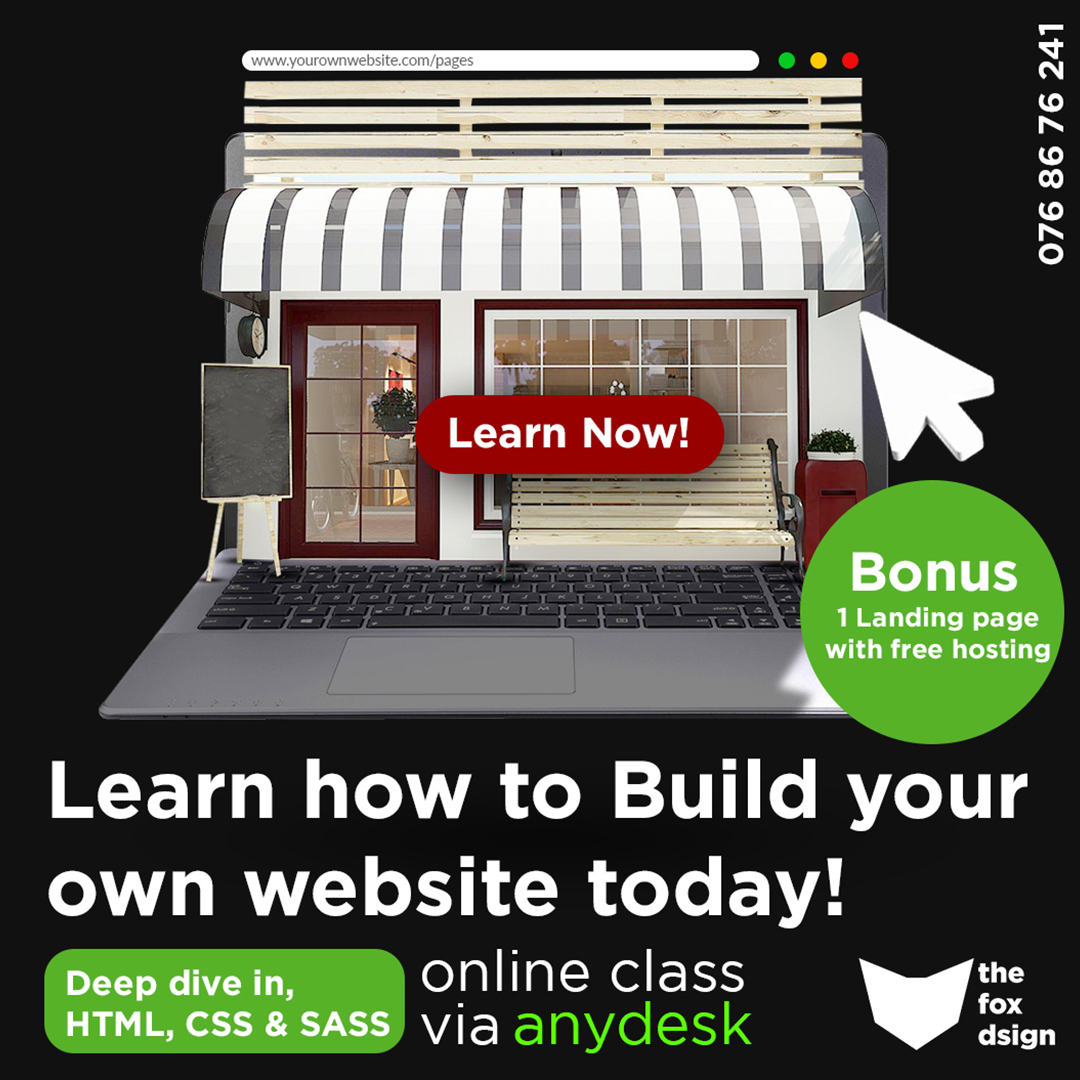 www.yourownwebsite.com/pages
076 86 76 241
Learn Now!
Bonus
1 Landing page
with free hosting
Learn how to Build your
own website today!
Deep dive in,
HTML, CSS & SASS
online class
via anydesk
the
fox
dsign